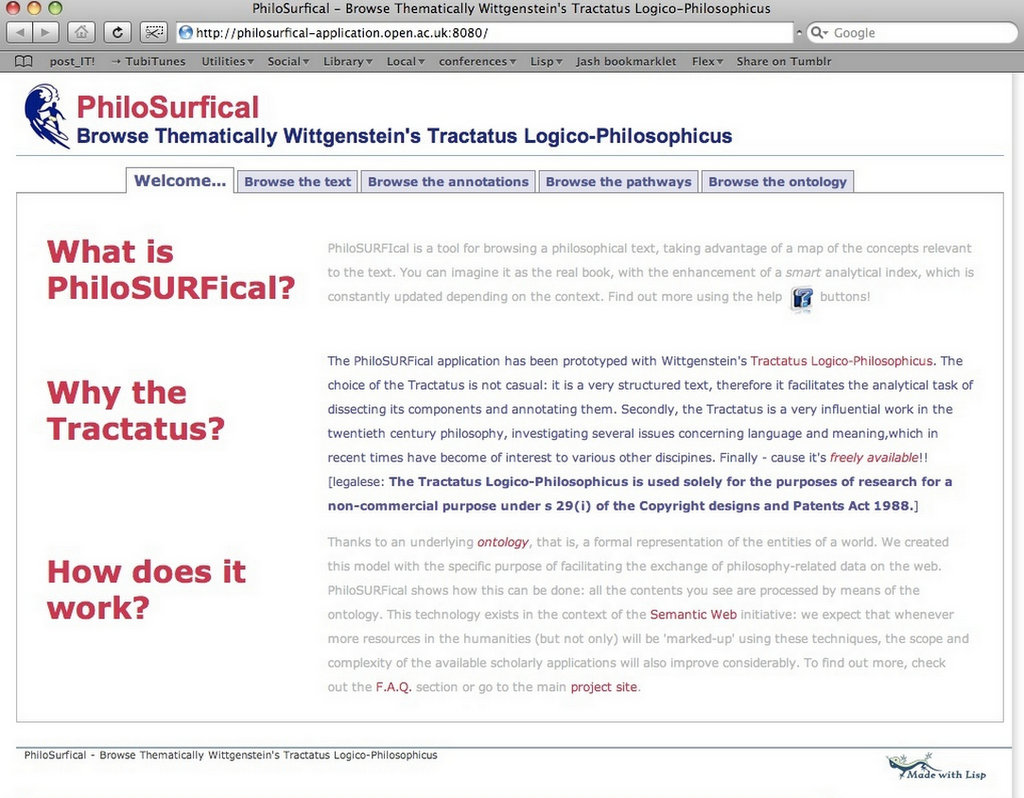 PhiloSurfical – Browse Thematically Wittgenstein's Tractatus Logico-Philosophicus
http://philosurfical-application.open.ac.uk:8080/
Google
post_IT! → TubiTunes Utilities▾ Social▾ Library▾ Local▾ conferences▾ Lisp▾ Jash bookmarklet Flex▾ Share on Tumblr
PhiloSurfical
Browse Thematically Wittgenstein's Tractatus Logico-Philosophicus
Welcome... Browse the text Browse the annotations Browse the pathways Browse the ontology
What is
PhiloSURFical?
PhiloSURFIcal is a tool for browsing a philosophical text, taking advantage of a map of the concepts relevant
to the text. You can imagine it as the real book, with the enhancement of a smart analytical index, which is
constantly updated depending on the context. Find out more using the help ? buttons!
Why the
Tractatus?
The PhiloSURFical application has been prototyped with Wittgenstein's Tractatus Logico-Philosophicus. The
choice of the Tractatus is not casual: it is a very structured text, therefore it facilitates the analytical task of
dissecting its components and annotating them. Secondly, the Tractatus is a very influential work in the
twentieth century philosophy, investigating several issues concerning language and meaning,which in
recent times have become of interest to various other discipines. Finally - cause it's freely available!!
[legalese: The Tractatus Logico-Philosophicus is used solely for the purposes of research for a
non-commercial purpose under s 29(i) of the Copyright designs and Patents Act 1988.]
How does it
work?
Thanks to an underlying ontology, that is, a formal representation of the entities of a world. We created
this model with the specific purpose of facilitating the exchange of philosophy-related data on the web.
PhiloSURFical shows how this can be done: all the contents you see are processed by means of the
ontology. This technology exists in the context of the Semantic Web initiative: we expect that whenever
more resources in the humanities (but not only) will be 'marked-up' using these techniques, the scope and
complexity of the available scholarly applications will also improve considerably. To find out more, check
out the F.A.Q. section or go to the main project site.
PhiloSurfical - Browse Thematically Wittgenstein's Tractatus Logico-Philosophicus
Made with Lisp